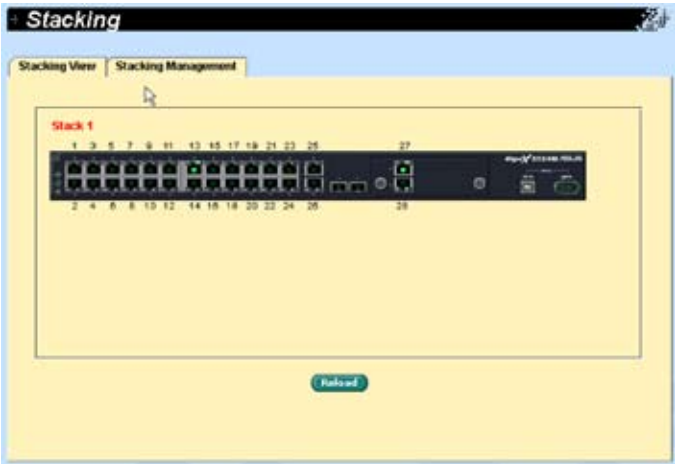 Stacking
Stacking View Stacking Management
Stack 1
1 3 5 7 9 11 13 15 17 19 21 23 25 27
2 4 6 8 10 12 14 16 18 20 22 24 26 28
Reload